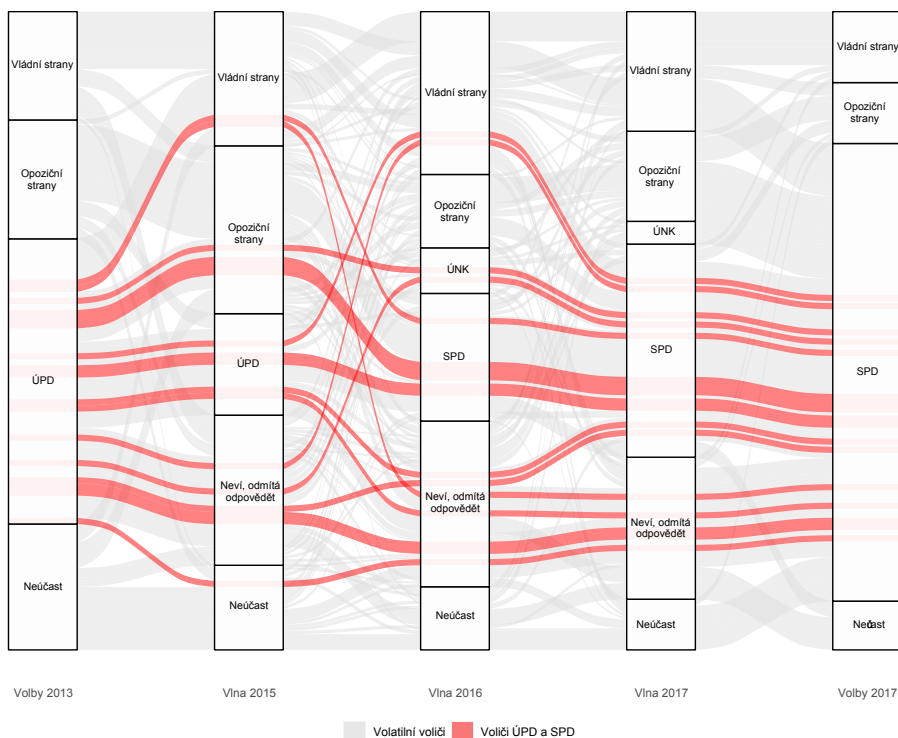 Vládní strany
Opoziční
strany
ÚPD
Neúčast
Vládní strany
Opoziční
strany
ÚPD
Neví, odmítá
odpovědět
Neúčast
Vládní strany
Opoziční
strany
ÚNK
SPD
Neví, odmítá
odpovědět
Neúčast
Vládní strany
Opoziční
strany
ÚNK
SPD
Neví, odmítá
odpovědět
Neúčast
Vládní strany
Opoziční
strany
SPD
Volby 2013
Vlna 2015
Vlna 2016
Vlna 2017
Volby 2017
Volatilní voliči
Voliči ÚPD a SPD